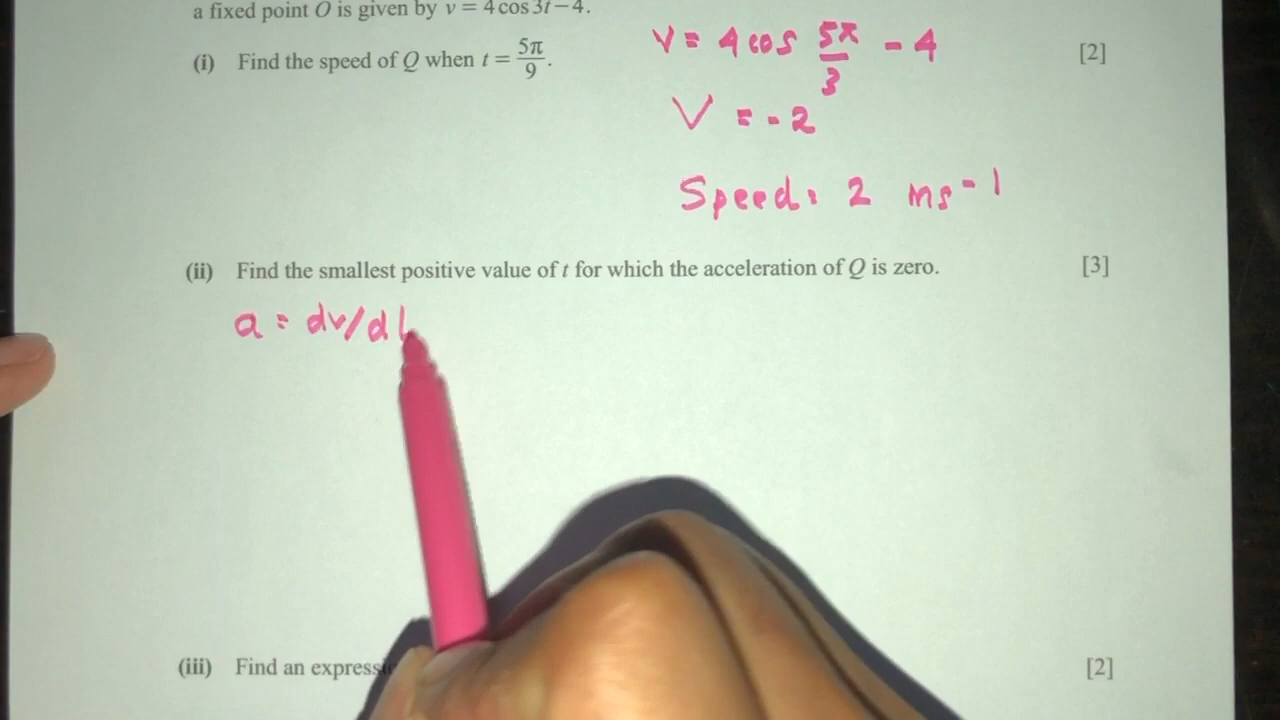 a fixed point O is given by v = 4 cos 3t − 4.
(i) Find the speed of Q when t = 5π/9. [2]
V = 4 cos 5π/3 - 4
V = -2
Speed: 2 ms-1
(ii) Find the smallest positive value of t for which the acceleration of Q is zero. [3]
a = dv/d
(iii) Find an [2]